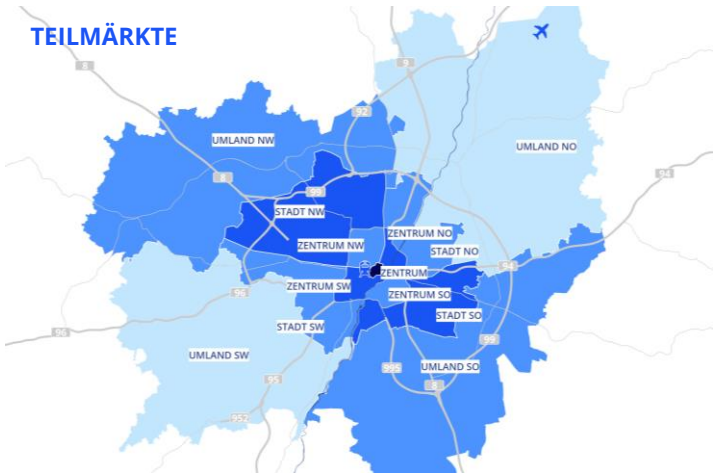 TEILMÄRKTE
8
9
92
UMLAND NW
UMLAND NO
94
8
99
STADT NW
ZENTRUM NO
ZENTRUM NW
STADT NO
94
ZENTRUM
ZENTRUM SW
96
ZENTRUM SO
STADT SO
STADT SW
96
99
UMLAND SW
995
UMLAND SO
95
8
952